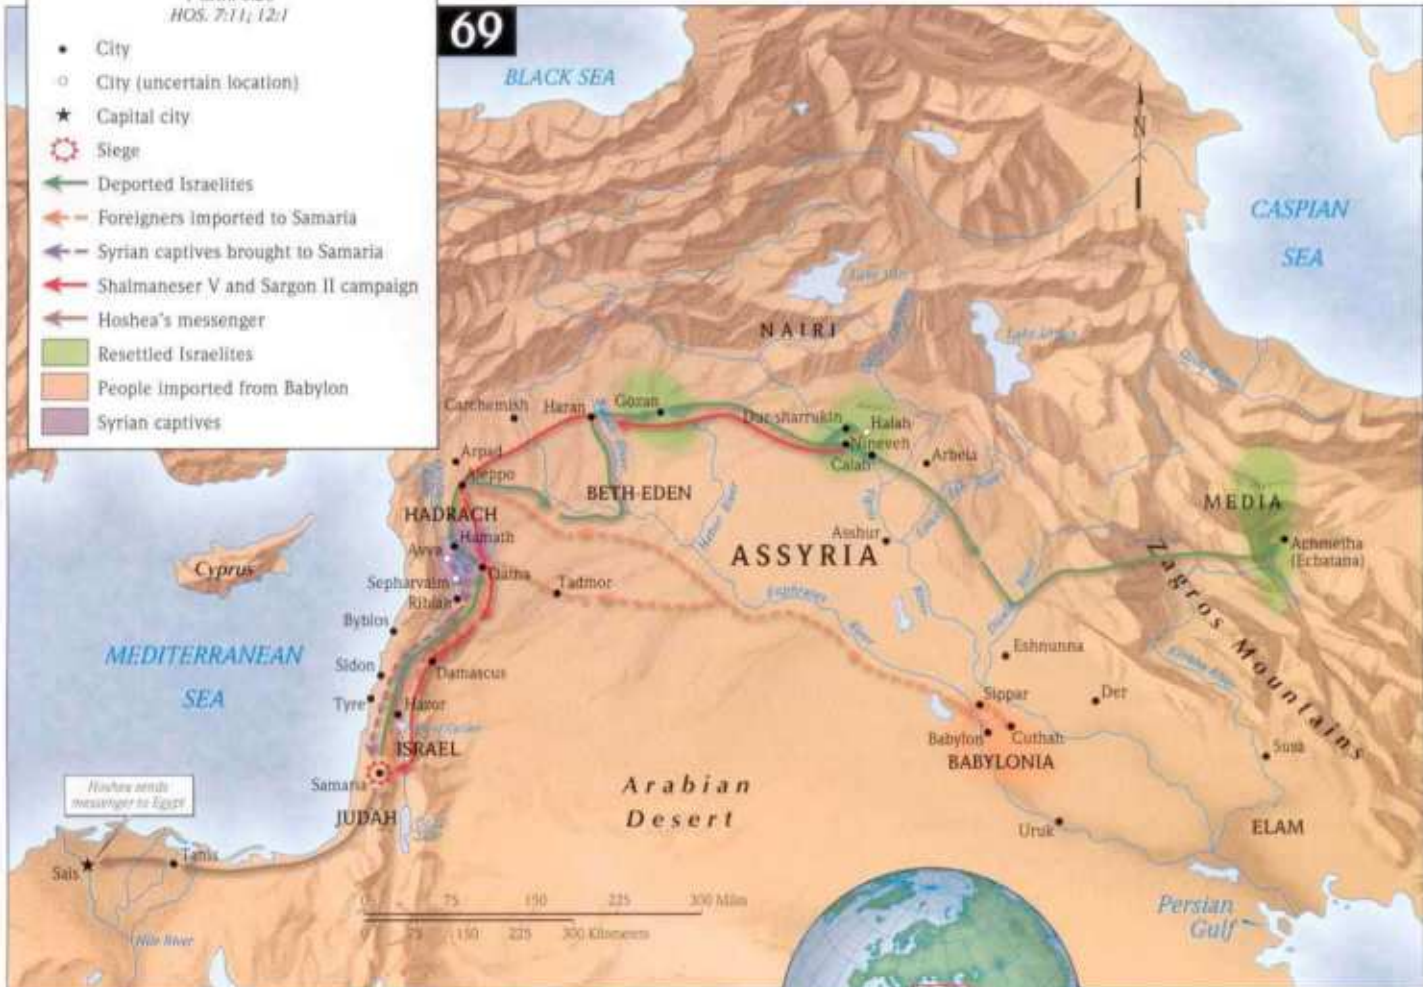 HOS. 7:11; 12:1
City
City (uncertain location)
Capital city
Siege
Deported Israelites
Foreigners imported to Samaria
Syrian captives brought to Samaria
Shalmaneser V and Sargon II campaign
Hoshea's messenger
Resettled Israelites
People imported from Babylon
Syrian captives
69
BLACK SEA
N
CASPIAN
SEA
NAIRI
Carchemish
Haran
Gozan
Dur-sharrukin
Halah
Nineveh
Calah
Arbela
Arpad
Aleppo
BETH-EDEN
HADRACH
MEDIA
Habor River
Hamath
Avva
Asshur
ASSYRIA
Achmetha
(Ecbatana)
Cyprus
Sepharvaim
Riblah
Qatna
Tadmor
Euphrates
River
Zagros Mountains
Byblos
MEDITERRANEAN
SEA
Sidon
Damascus
Eshnunna
Tyre
Hazor
Sippar
Der
ISRAEL
Babylon
Cuthah
BABYLONIA
Susa
Samaria
Arabian
Desert
Hoshea sends
messenger to Egypt
JUDAH
Uruk
ELAM
Sais
Tanis
0 75 150 225 300 Miles
0 75 150 225 300 Kilometers
Nile River
Persian
Gulf